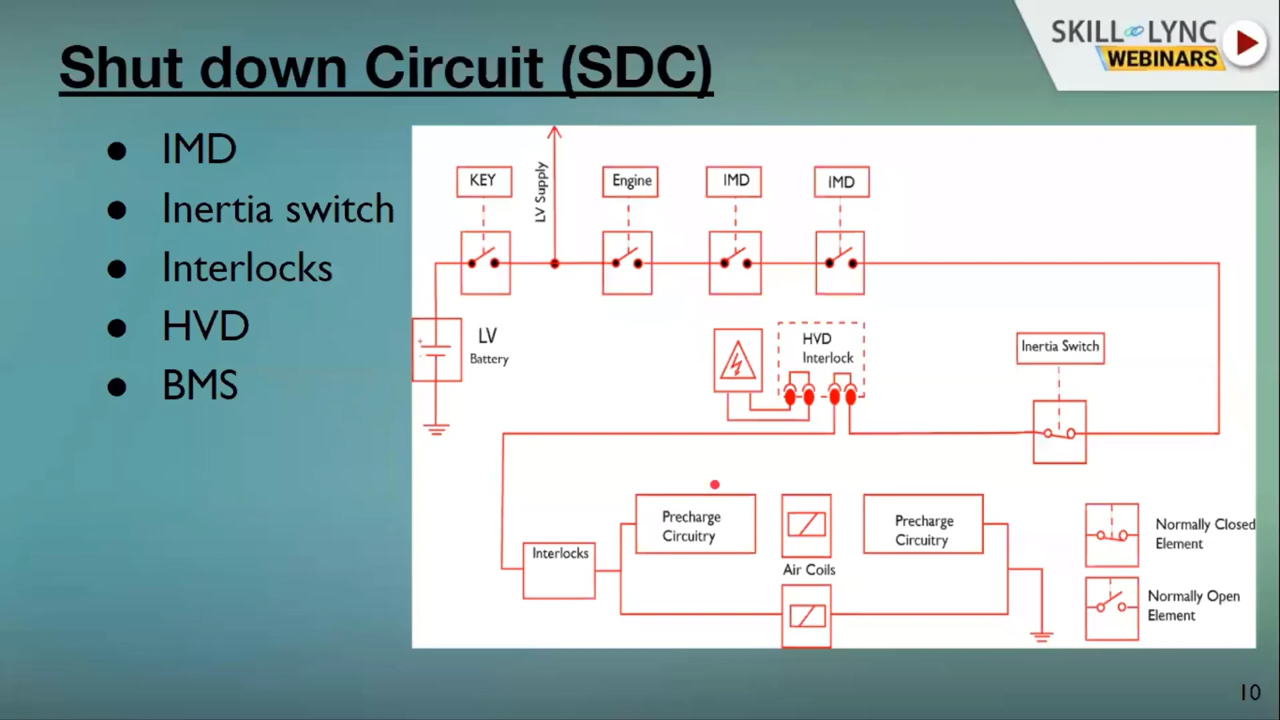 Shut down Circuit (SDC)
SKILL LYNC
WEBINARS
● IMD
● Inertia switch
● Interlocks
● HVD
● BMS
KEY
LV Supply
Engine
IMD
IMD
LV
Battery
HVD
Interlock
Inertia Switch
Interlocks
Precharge
Circuitry
Air Coils
Precharge
Circuitry
Normally Closed
Element
Normally Open
Element
10